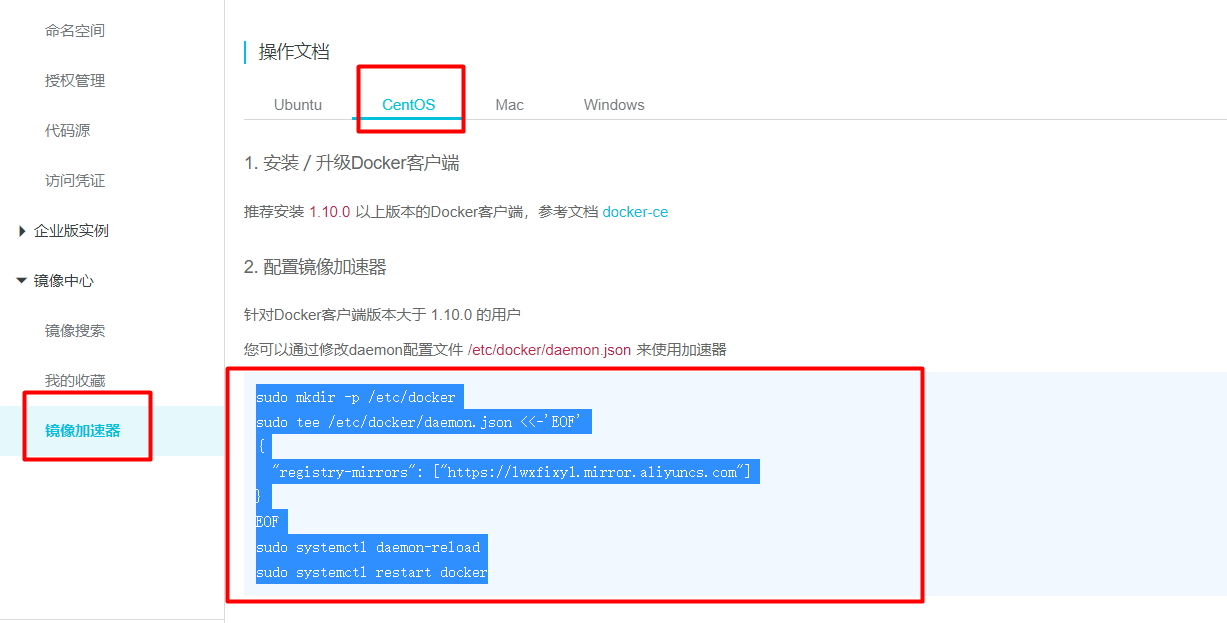 命名空间
授权管理
代码源
访问凭证
企业版实例
镜像中心
镜像搜索
我的收藏
镜像加速器
操作文档
Ubuntu CentOS Mac Windows
1. 安装 / 升级Docker客户端
推荐安装 1.10.0 以上版本的Docker客户端，参考文档 docker-ce
2. 配置镜像加速器
针对Docker客户端版本大于 1.10.0 的用户
您可以通过修改daemon配置文件 /etc/docker/daemon.json 来使用加速器
sudo mkdir -p /etc/docker
sudo tee /etc/docker/daemon.json <<-'EOF'
{
"registry-mirrors": ["https://lwxfixyl.mirror.aliyuncs.com"]
}
EOF
sudo systemctl daemon-reload
sudo systemctl restart docker